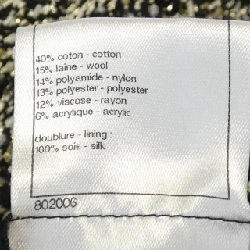 40% coton - cotton
15% laine - wool
14% polyamide - nylon
13% polyester - polyester
12% viscose - rayon
6% acrylique - acrylic
doublure - lining :
100% soie - silk
802006